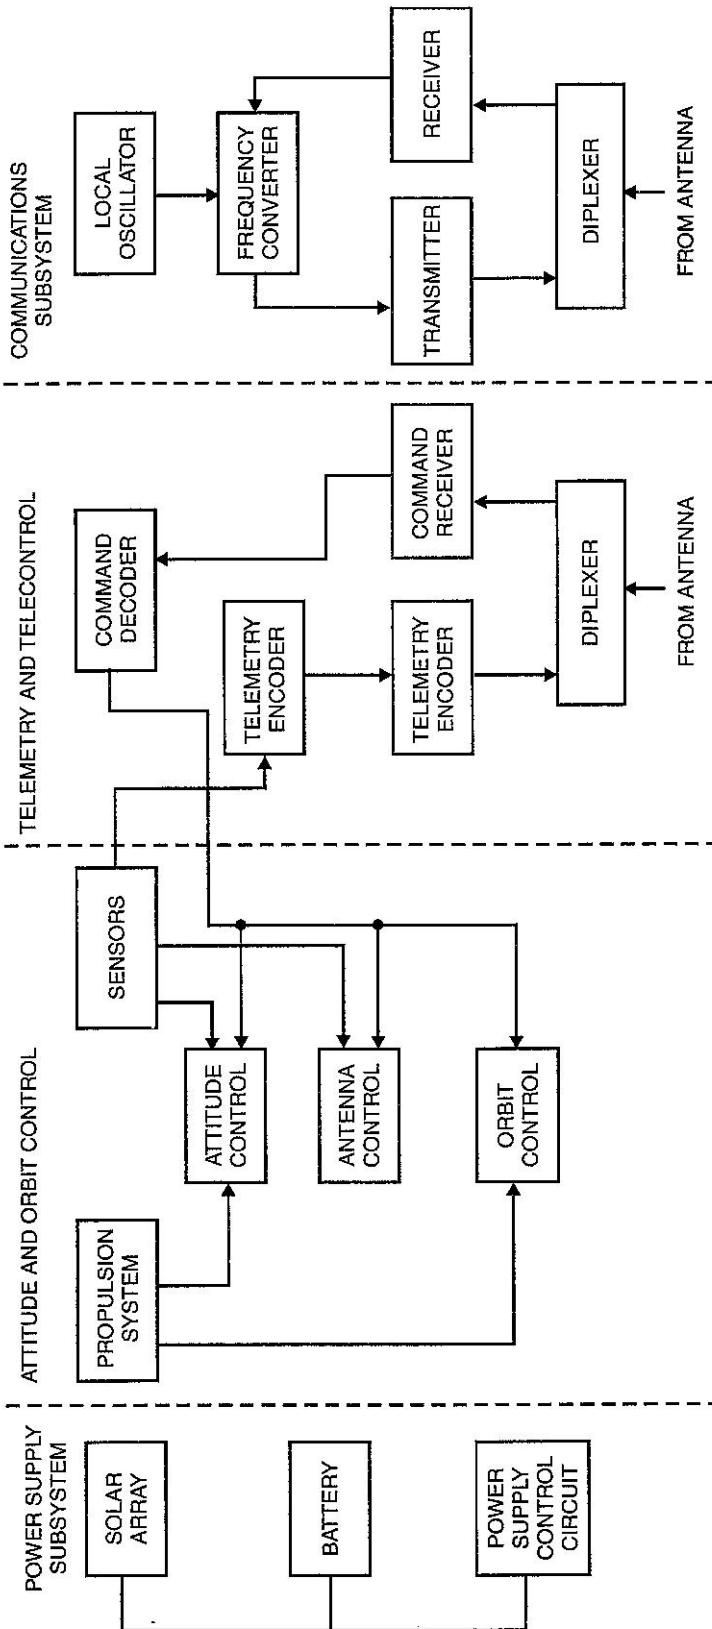 POWER SUPPLY
SUBSYSTEM
SOLAR
ARRAY
BATTERY
POWER
SUPPLY
CONTROL
CIRCUIT
ATTITUDE AND ORBIT CONTROL
PROPULSION
SYSTEM
SENSORS
ATTITUDE
CONTROL
ANTENNA
CONTROL
ORBIT
CONTROL
TELEMETRY AND TELECONTROL
COMMAND
DECODER
TELEMETRY
ENCODER
TELEMETRY
ENCODER
COMMAND
RECEIVER
DIPLEXER
FROM ANTENNA
COMMUNICATIONS
SUBSYSTEM
LOCAL
OSCILLATOR
FREQUENCY
CONVERTER
TRANSMITTER
RECEIVER
DIPLEXER
FROM ANTENNA